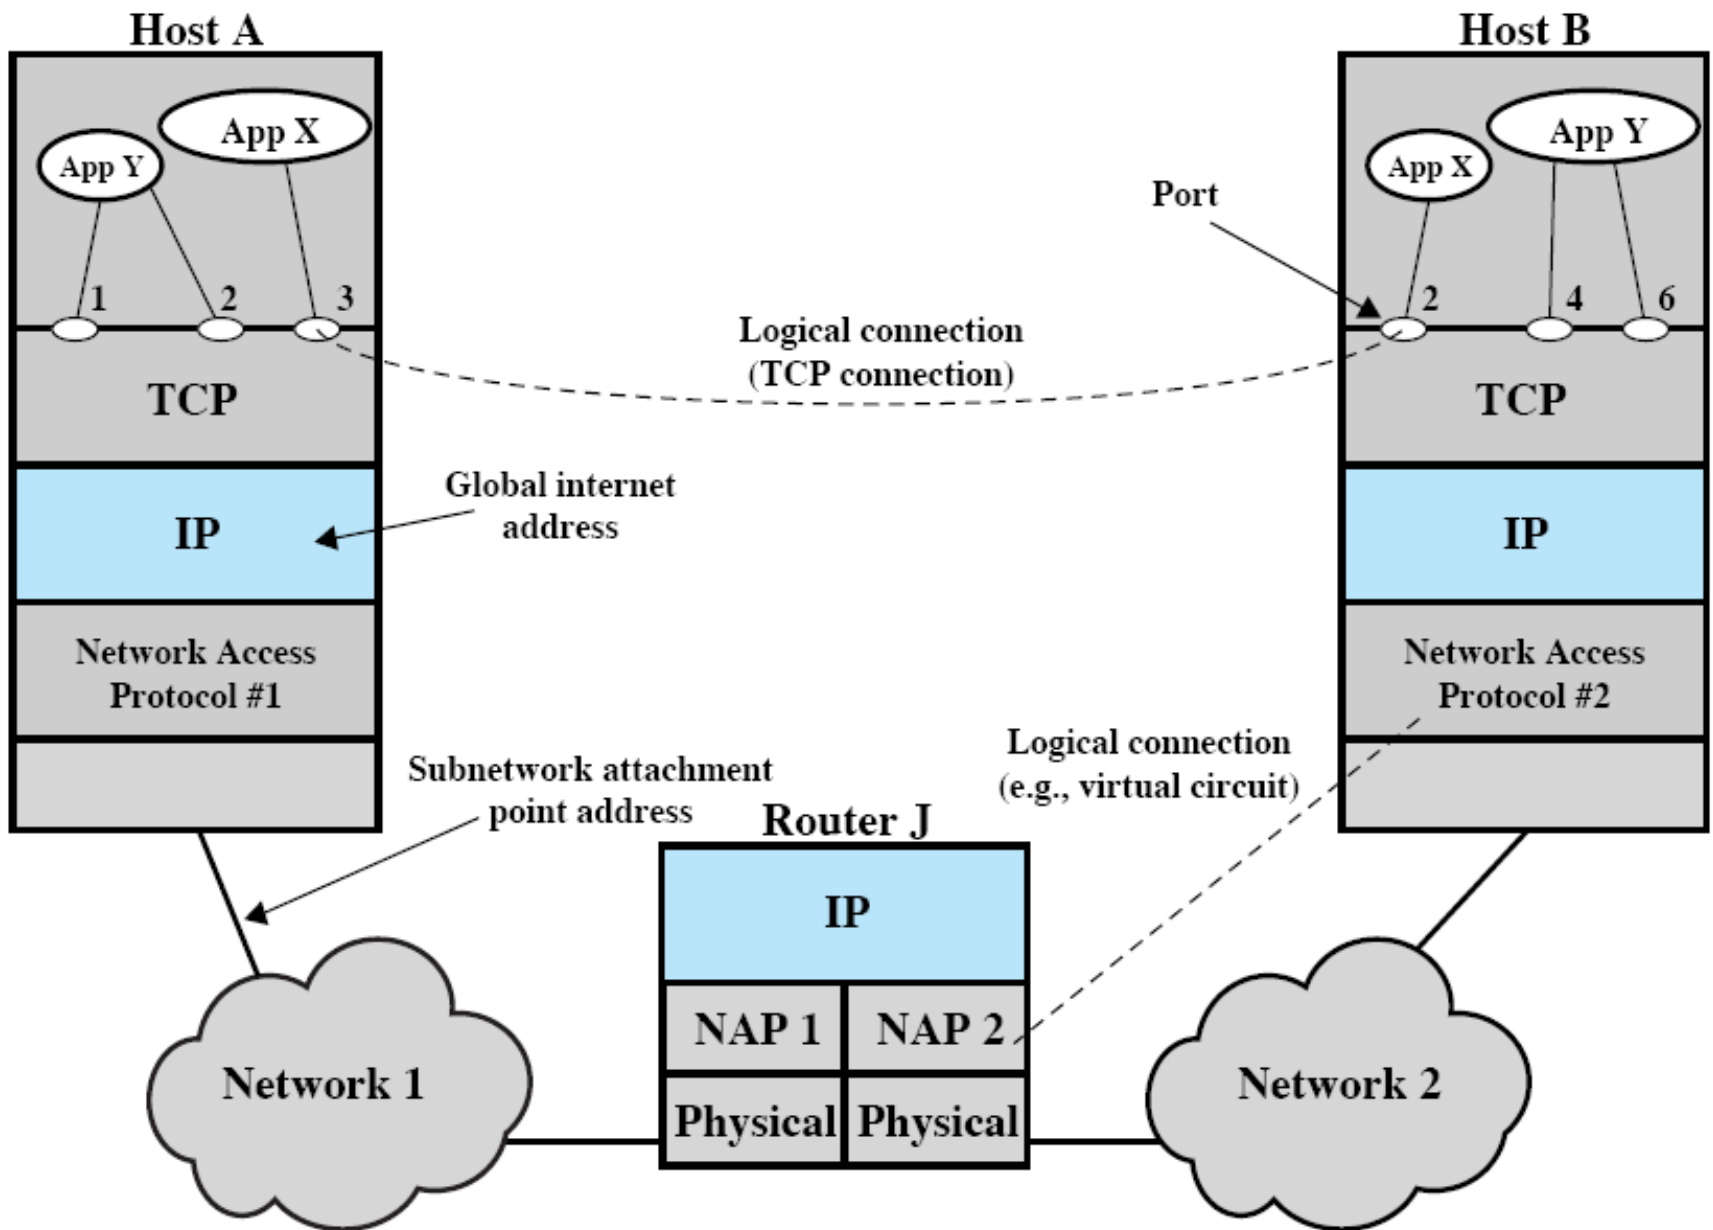 Host A
App X
App Y
1
2
3
TCP
IP
Network Access
Protocol #1
Host B
App Y
App X
Port
2
4
6
Logical connection
(TCP connection)
TCP
Global internet
address
IP
Network Access
Protocol #2
Logical connection
(e.g., virtual circuit)
Subnetwork attachment
point address
Router J
IP
NAP 1
NAP 2
Physical
Physical
Network 1
Network 2